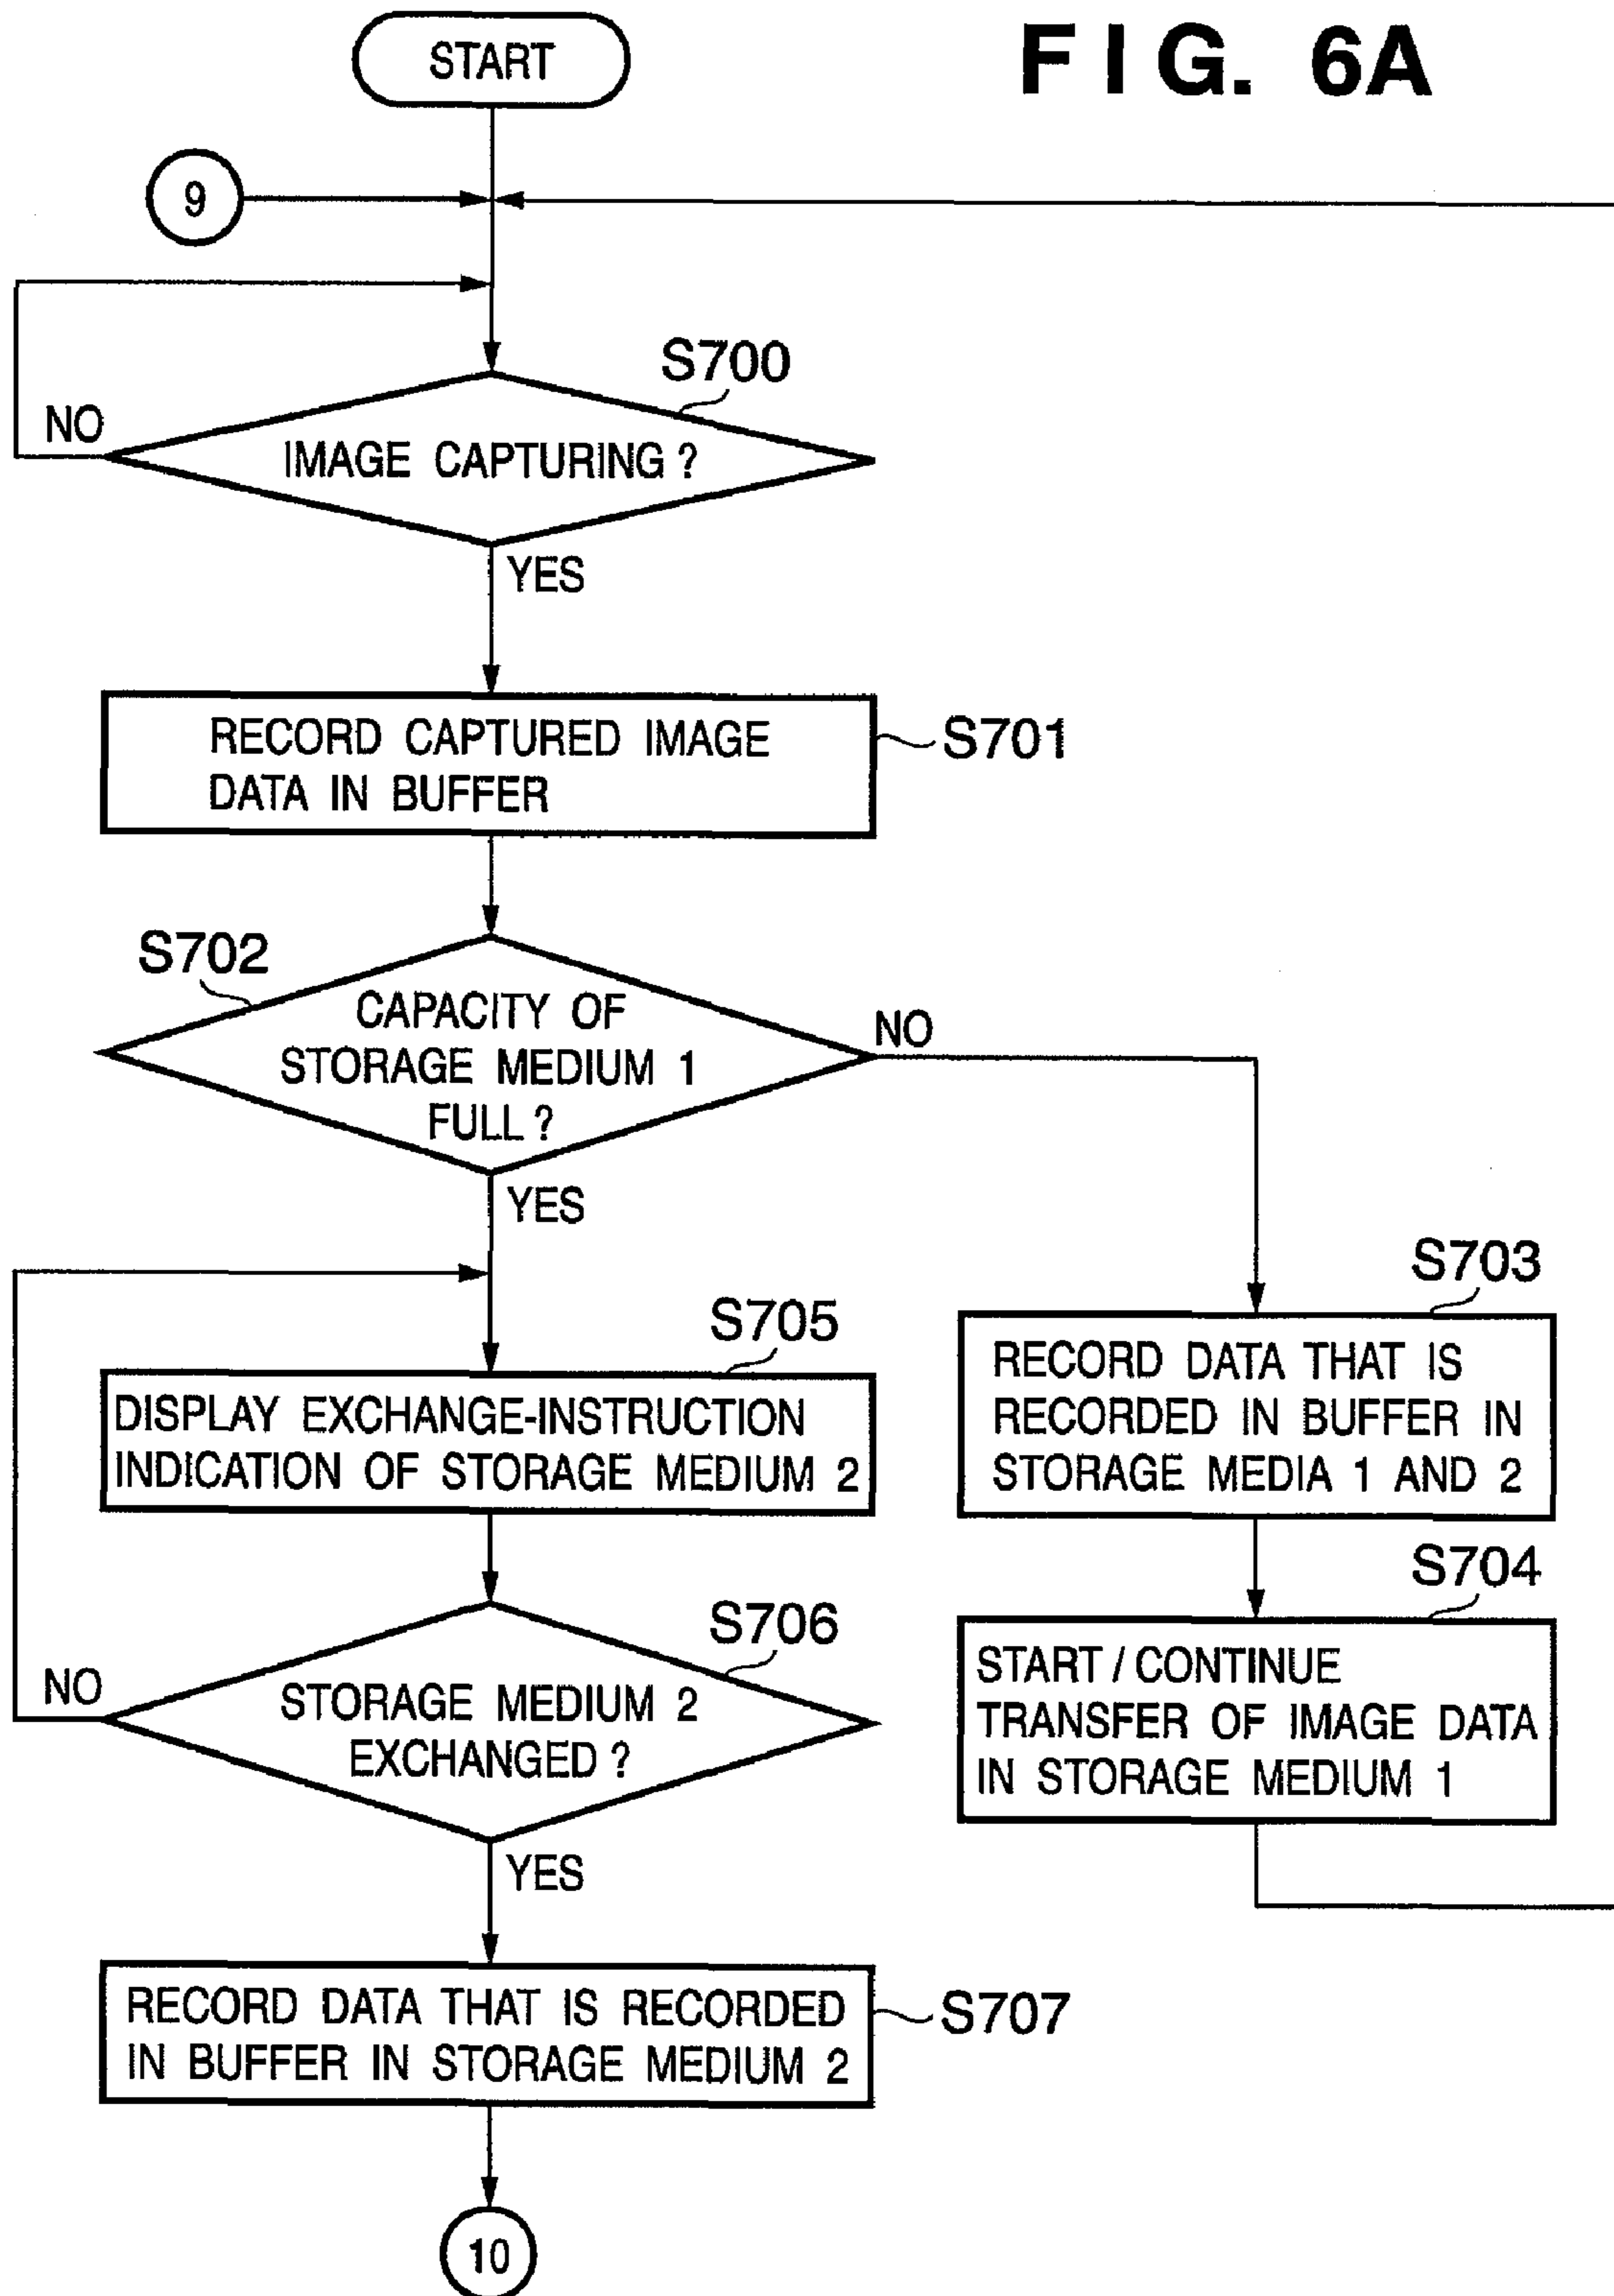 START
FIG. 6A
9
S700
NO
IMAGE CAPTURING?
YES
RECORD CAPTURED IMAGE
DATA IN BUFFER
S701
S702
CAPACITY OF
STORAGE MEDIUM 1
FULL?
NO
YES
S703
RECORD DATA THAT IS
RECORDED IN BUFFER IN
STORAGE MEDIA 1 AND 2
S704
START / CONTINUE
TRANSFER OF IMAGE DATA
IN STORAGE MEDIUM 1
S705
DISPLAY EXCHANGE-INSTRUCTION
INDICATION OF STORAGE MEDIUM 2
S706
NO
STORAGE MEDIUM 2
EXCHANGED?
YES
RECORD DATA THAT IS RECORDED
IN BUFFER IN STORAGE MEDIUM 2
S707
10